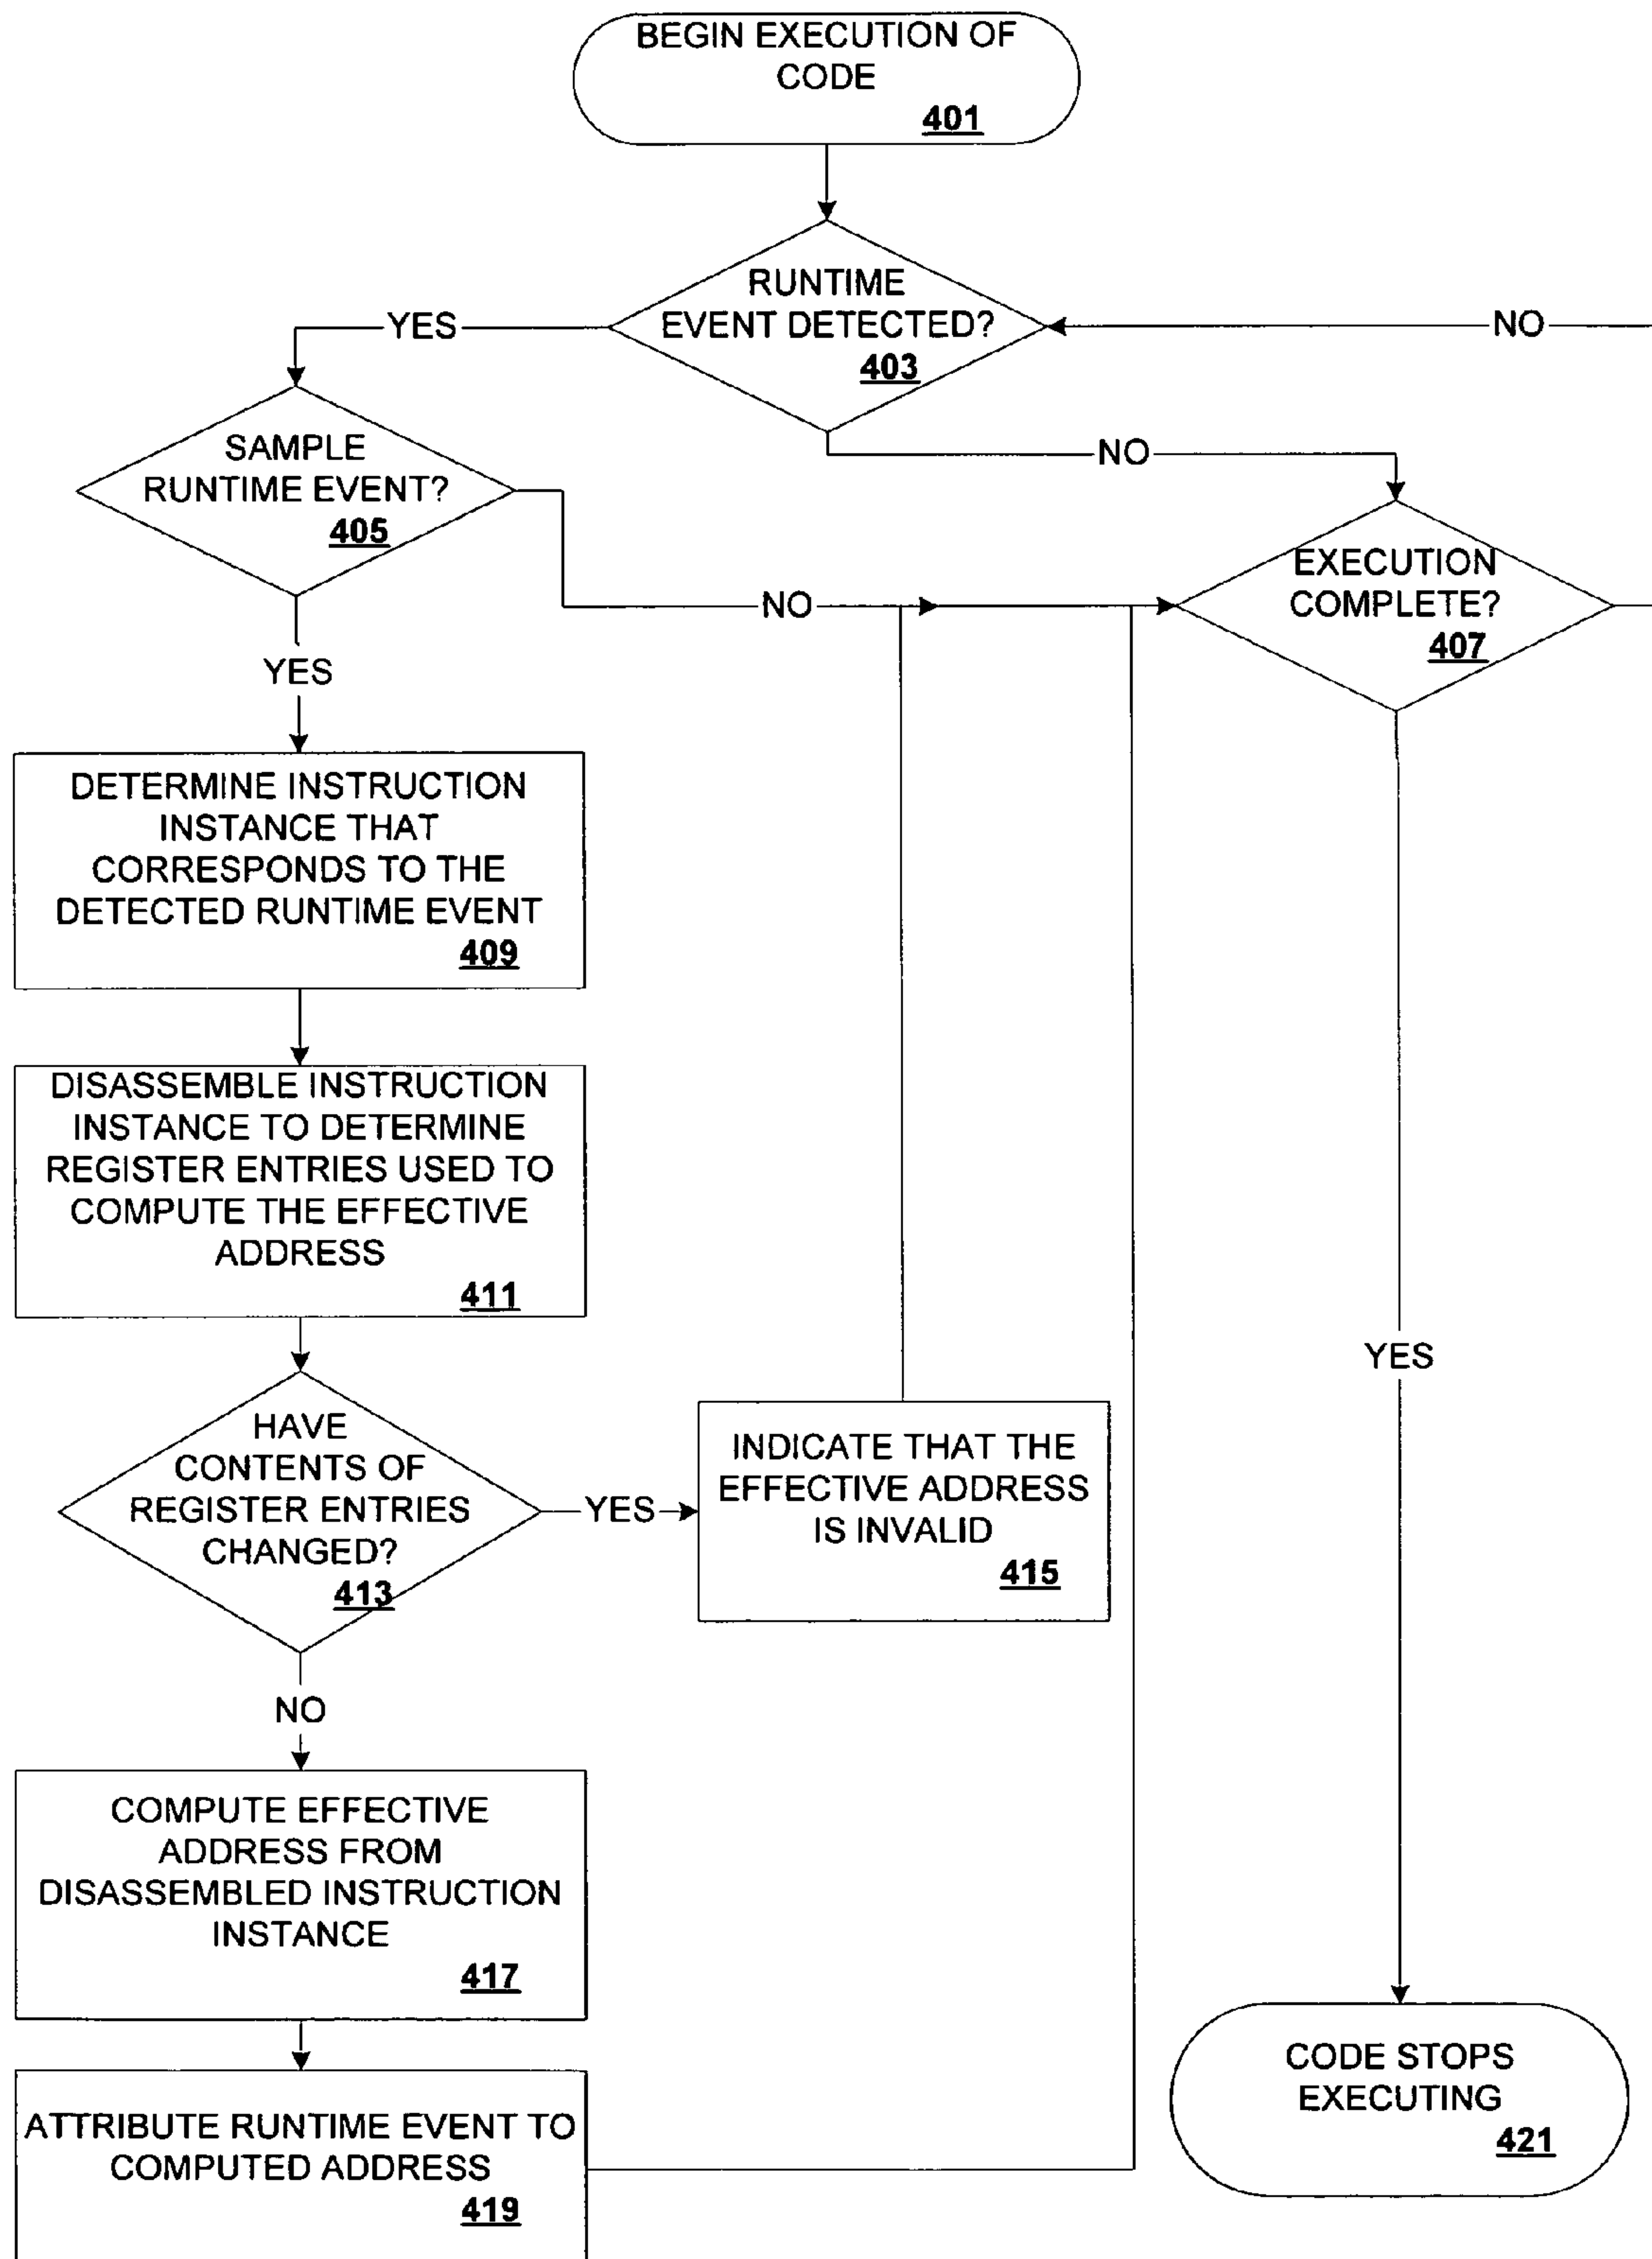 BEGIN EXECUTION OF
CODE
401
RUNTIME
EVENT DETECTED?
403
YES
NO
SAMPLE
RUNTIME EVENT?
405
NO
EXECUTION
COMPLETE?
407
NO
YES
DETERMINE INSTRUCTION
INSTANCE THAT
CORRESPONDS TO THE
DETECTED RUNTIME EVENT
409
DISASSEMBLE INSTRUCTION
INSTANCE TO DETERMINE
REGISTER ENTRIES USED TO
COMPUTE THE EFFECTIVE
ADDRESS
411
YES
HAVE
CONTENTS OF
REGISTER ENTRIES
CHANGED?
413
YES
INDICATE THAT THE
EFFECTIVE ADDRESS
IS INVALID
415
NO
COMPUTE EFFECTIVE
ADDRESS FROM
DISASSEMBLED INSTRUCTION
INSTANCE
417
ATTRIBUTE RUNTIME EVENT TO
COMPUTED ADDRESS
419
CODE STOPS
EXECUTING
421